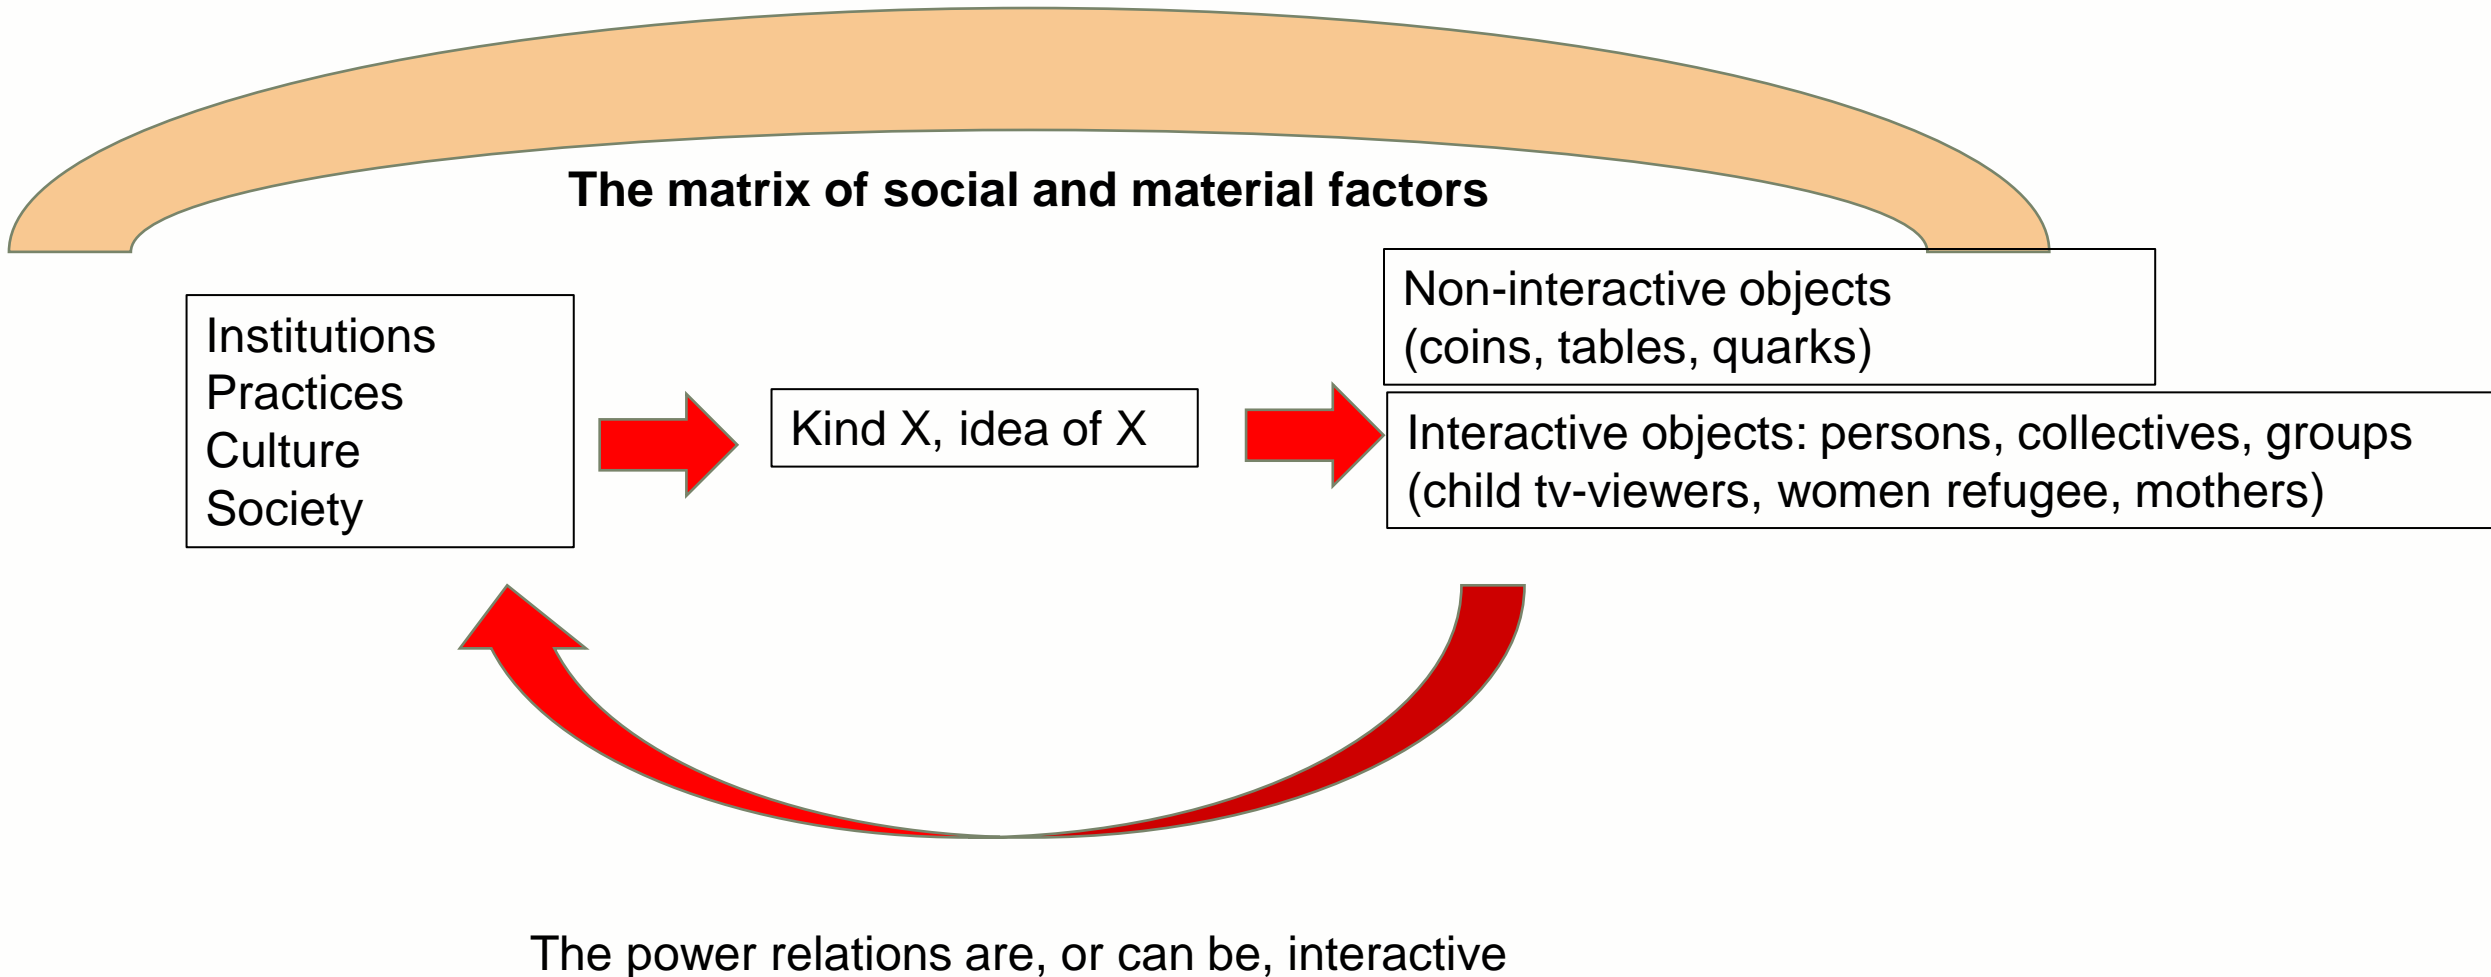 The matrix of social and material factors
Institutions
Practices
Culture
Society
Kind X, idea of X
Non-interactive objects
(coins, tables, quarks)
Interactive objects: persons, collectives, groups
(child tv-viewers, women refugee, mothers)
The power relations are, or can be, interactive